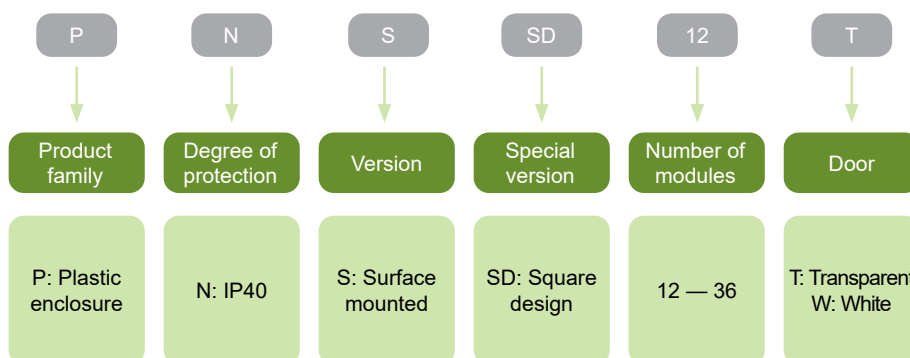 P N S SD 12 T
Product family
Degree of protection
Version
Special version
Number of modules
Door
P: Plastic enclosure
N: IP40
S: Surface mounted
SD: Square design
12 — 36
T: Transparent
W: White